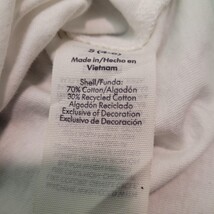 Made in/Hecho en
Vietnam
Shell/Funda:
70% Cotton/Algodón
30% Recycled Cotton
Algodón Reciclado
Exclusive of Decoration
Exclusivo de Decoración